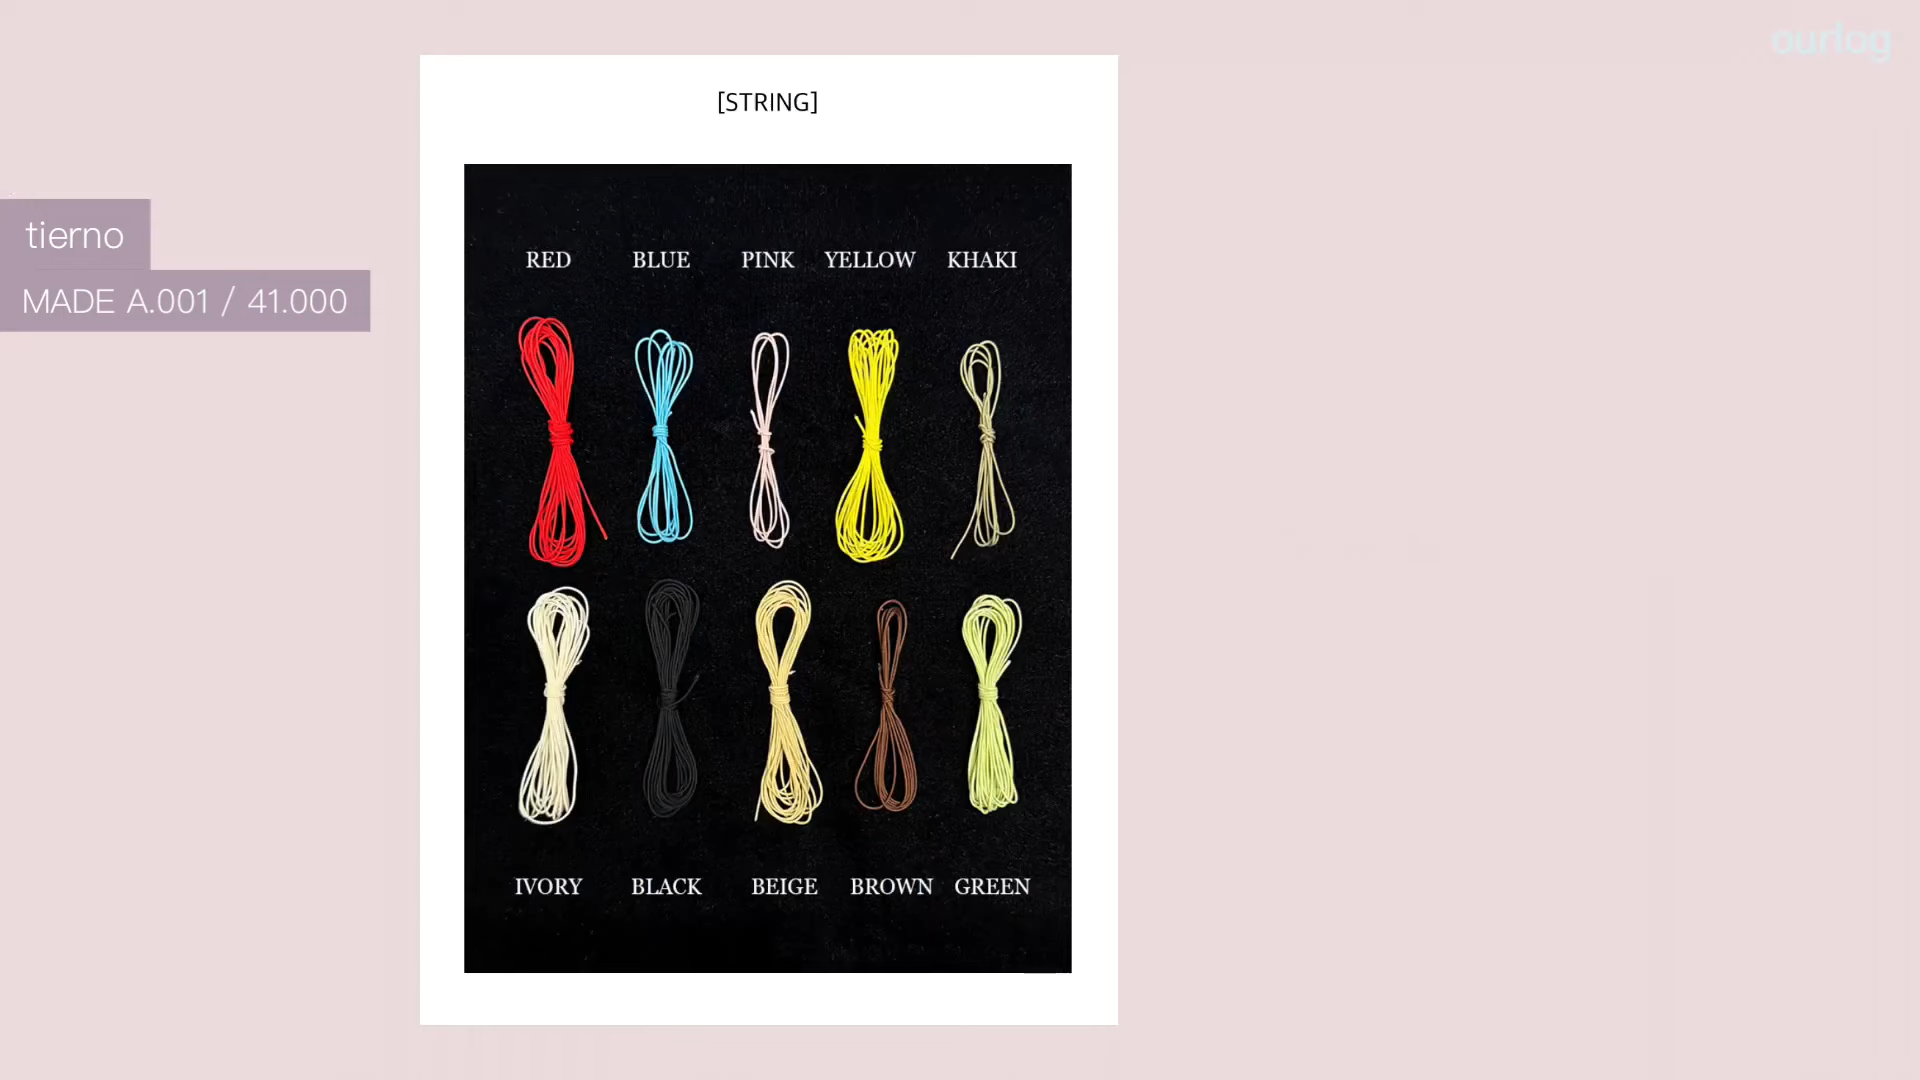 ourlog
[STRING]
tierno
MADE A.001 / 41.000
RED BLUE PINK YELLOW KHAKI
IVORY BLACK BEIGE BROWN GREEN